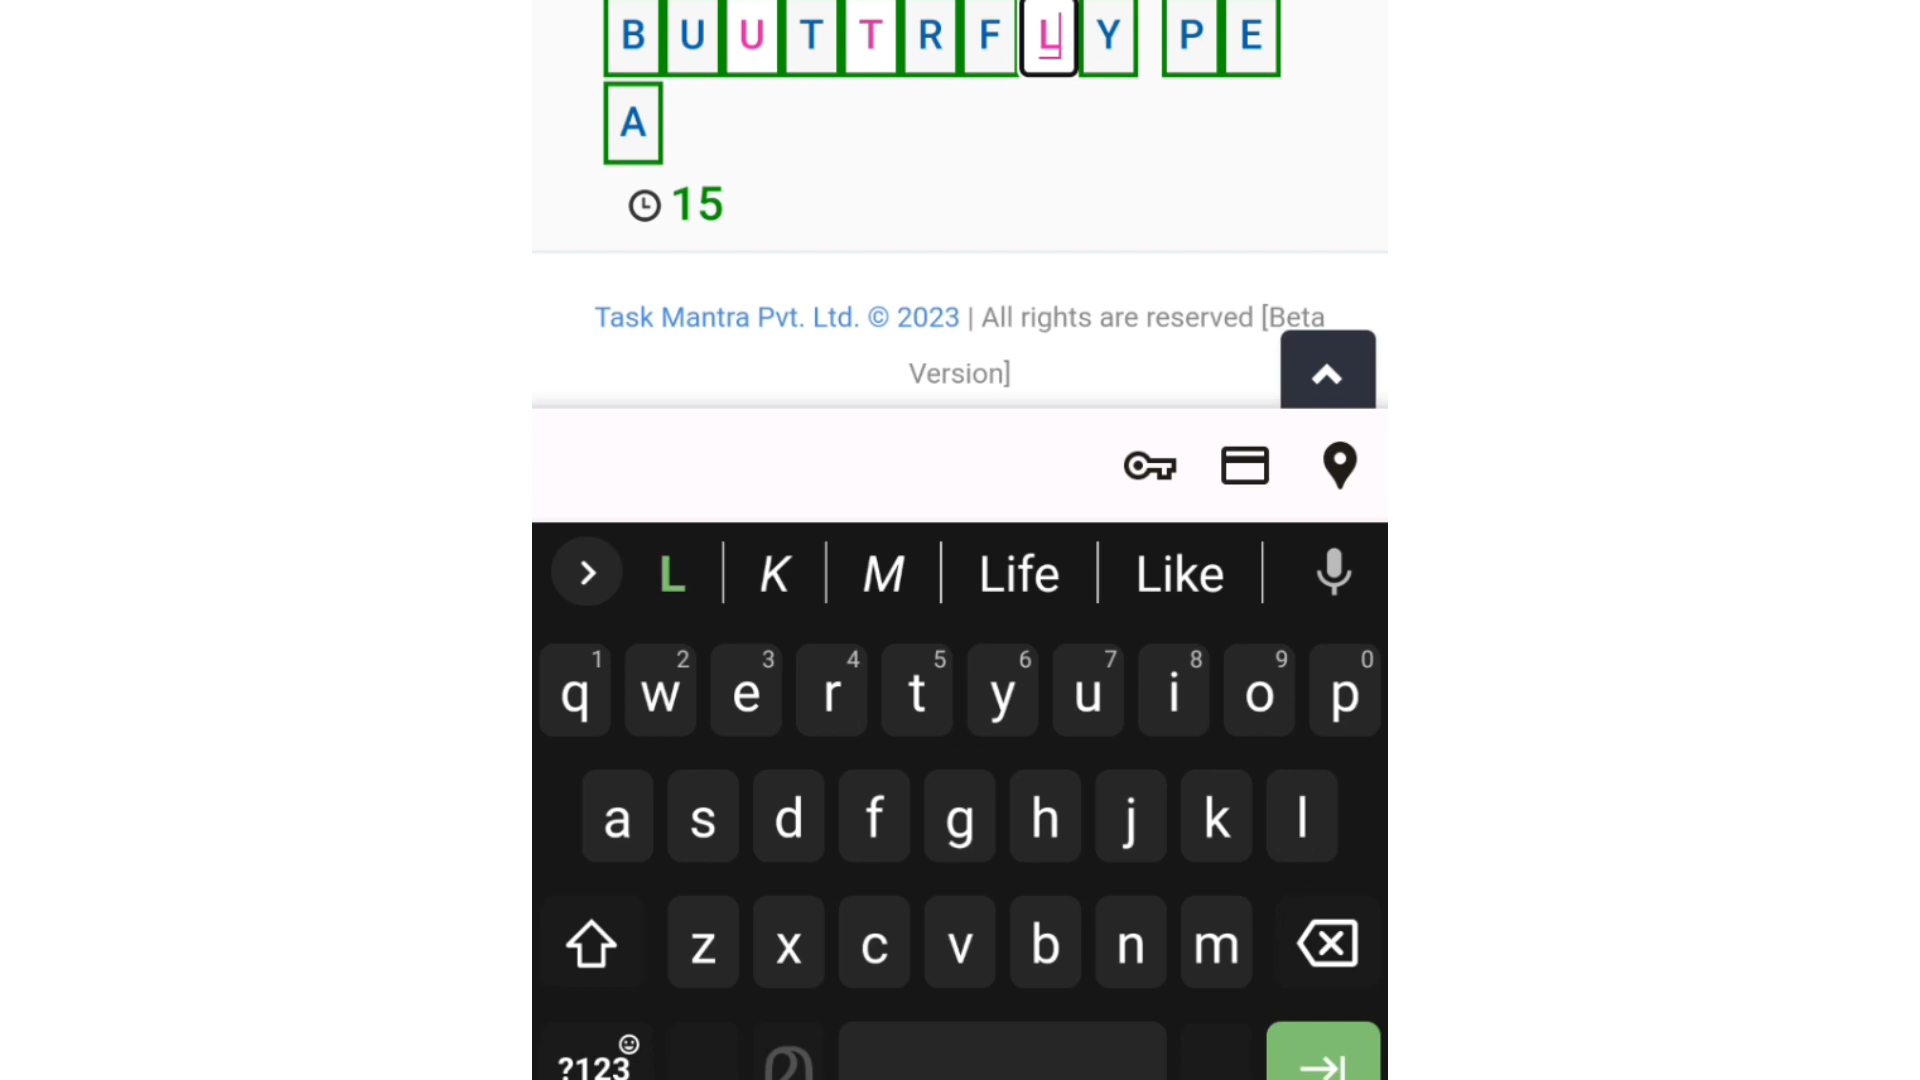 B U U T T R F L Y P E
A
15
Task Mantra Pvt. Ltd. © 2023 | All rights are reserved [Beta
Version]
L K M Life Like
1 2 3 4 5 6 7 8 9 0
q w e r t y u i o p
a s d f g h j k l
z x c v b n m
?123